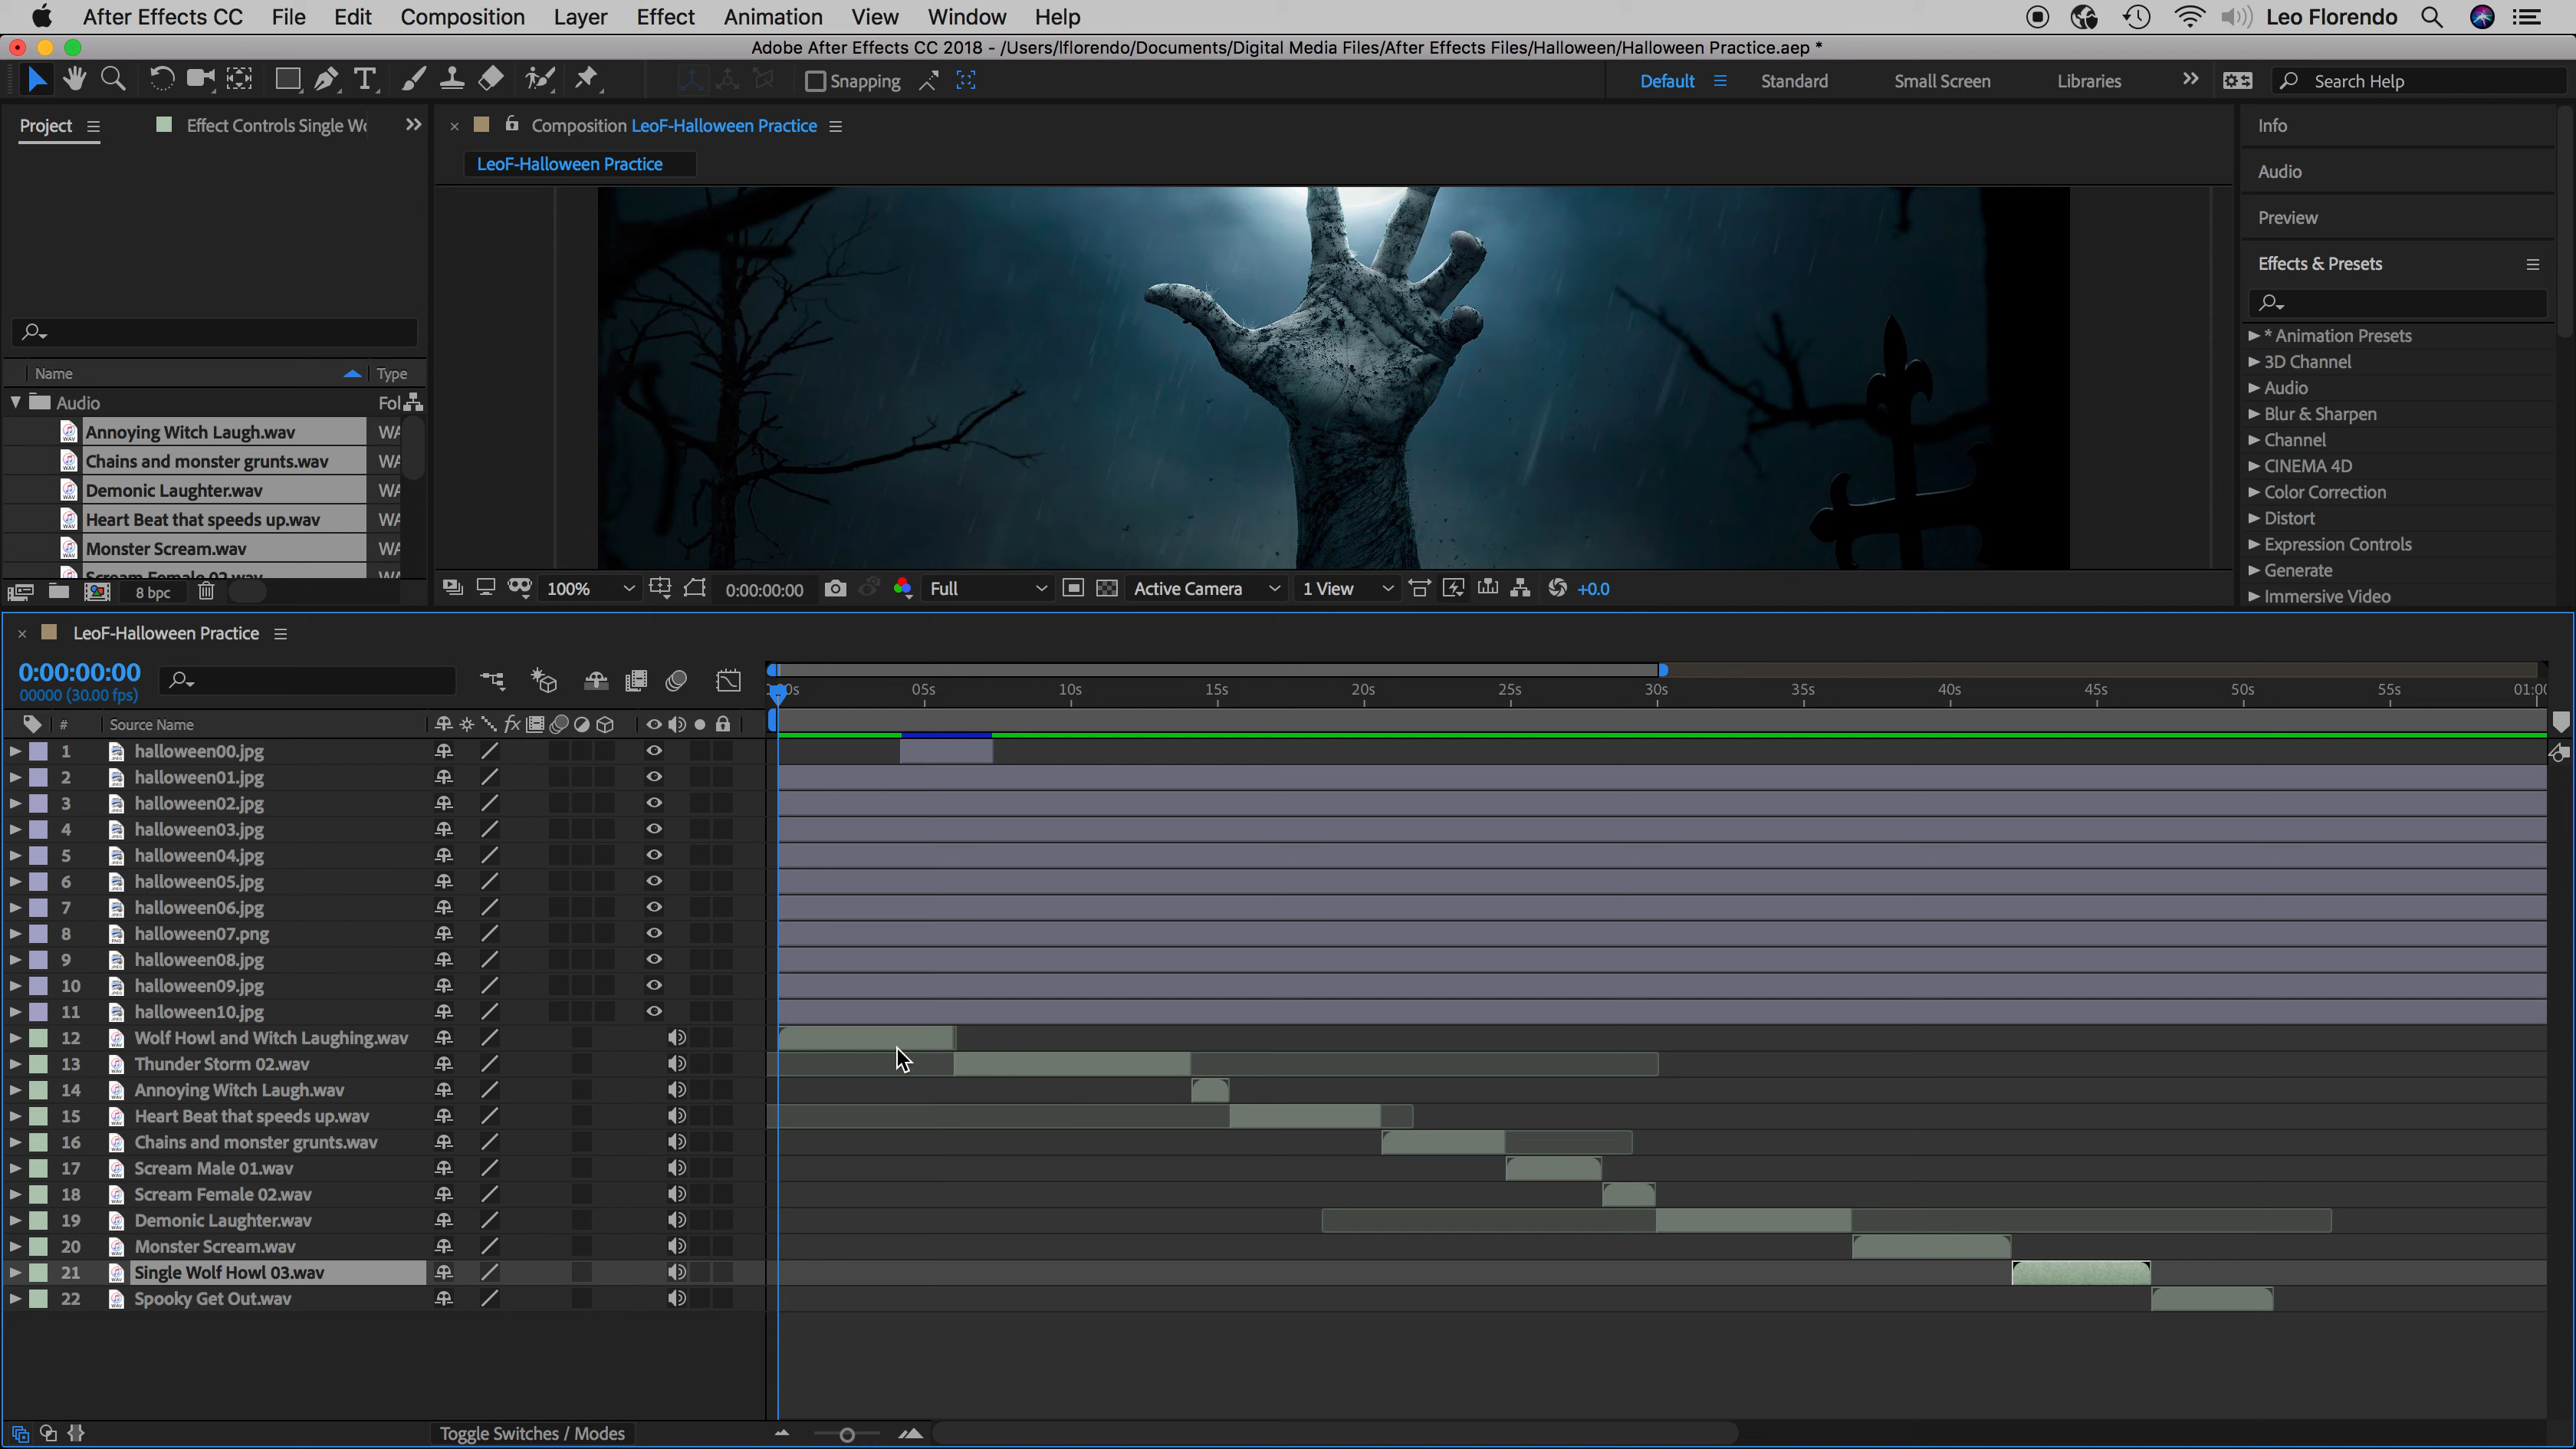 After Effects CC File Edit Composition Layer Effect Animation View Window Help Leo Florendo
Adobe After Effects CC 2018 - /Users/lflorendo/Documents/Digital Media Files/After Effects Files/Halloween/Halloween Practice.aep *
Snapping Default Standard Small Screen Libraries Search Help
Project Effect Controls Single Wo
Composition LeoF-Halloween Practice
LeoF-Halloween Practice
Info
Audio
Preview
Effects & Presets
* Animation Presets
3D Channel
Audio
Blur & Sharpen
Channel
CINEMA 4D
Color Correction
Distort
Expression Controls
Generate
Immersive Video
Name Type
Audio Fol
Annoying Witch Laugh.wav WA
Chains and monster grunts.wav WA
Demonic Laughter.wav WA
Heart Beat that speeds up.wav WA
Monster Scream.wav WA
Scream Female 02.wav
8 bpc
100% 0:00:00:00 Full Active Camera 1 View +0.0
LeoF-Halloween Practice
0:00:00:00
00000 (30.00 fps)
00s 05s 10s 15s 20s 25s 30s 35s 40s 45s 50s 55s 01:00
# Source Name
1 halloween00.jpg
2 halloween01.jpg
3 halloween02.jpg
4 halloween03.jpg
5 halloween04.jpg
6 halloween05.jpg
7 halloween06.jpg
8 halloween07.png
9 halloween08.jpg
10 halloween09.jpg
11 halloween10.jpg
12 Wolf Howl and Witch Laughing.wav
13 Thunder Storm 02.wav
14 Annoying Witch Laugh.wav
15 Heart Beat that speeds up.wav
16 Chains and monster grunts.wav
17 Scream Male 01.wav
18 Scream Female 02.wav
19 Demonic Laughter.wav
20 Monster Scream.wav
21 Single Wolf Howl 03.wav
22 Spooky Get Out.wav
Toggle Switches / Modes